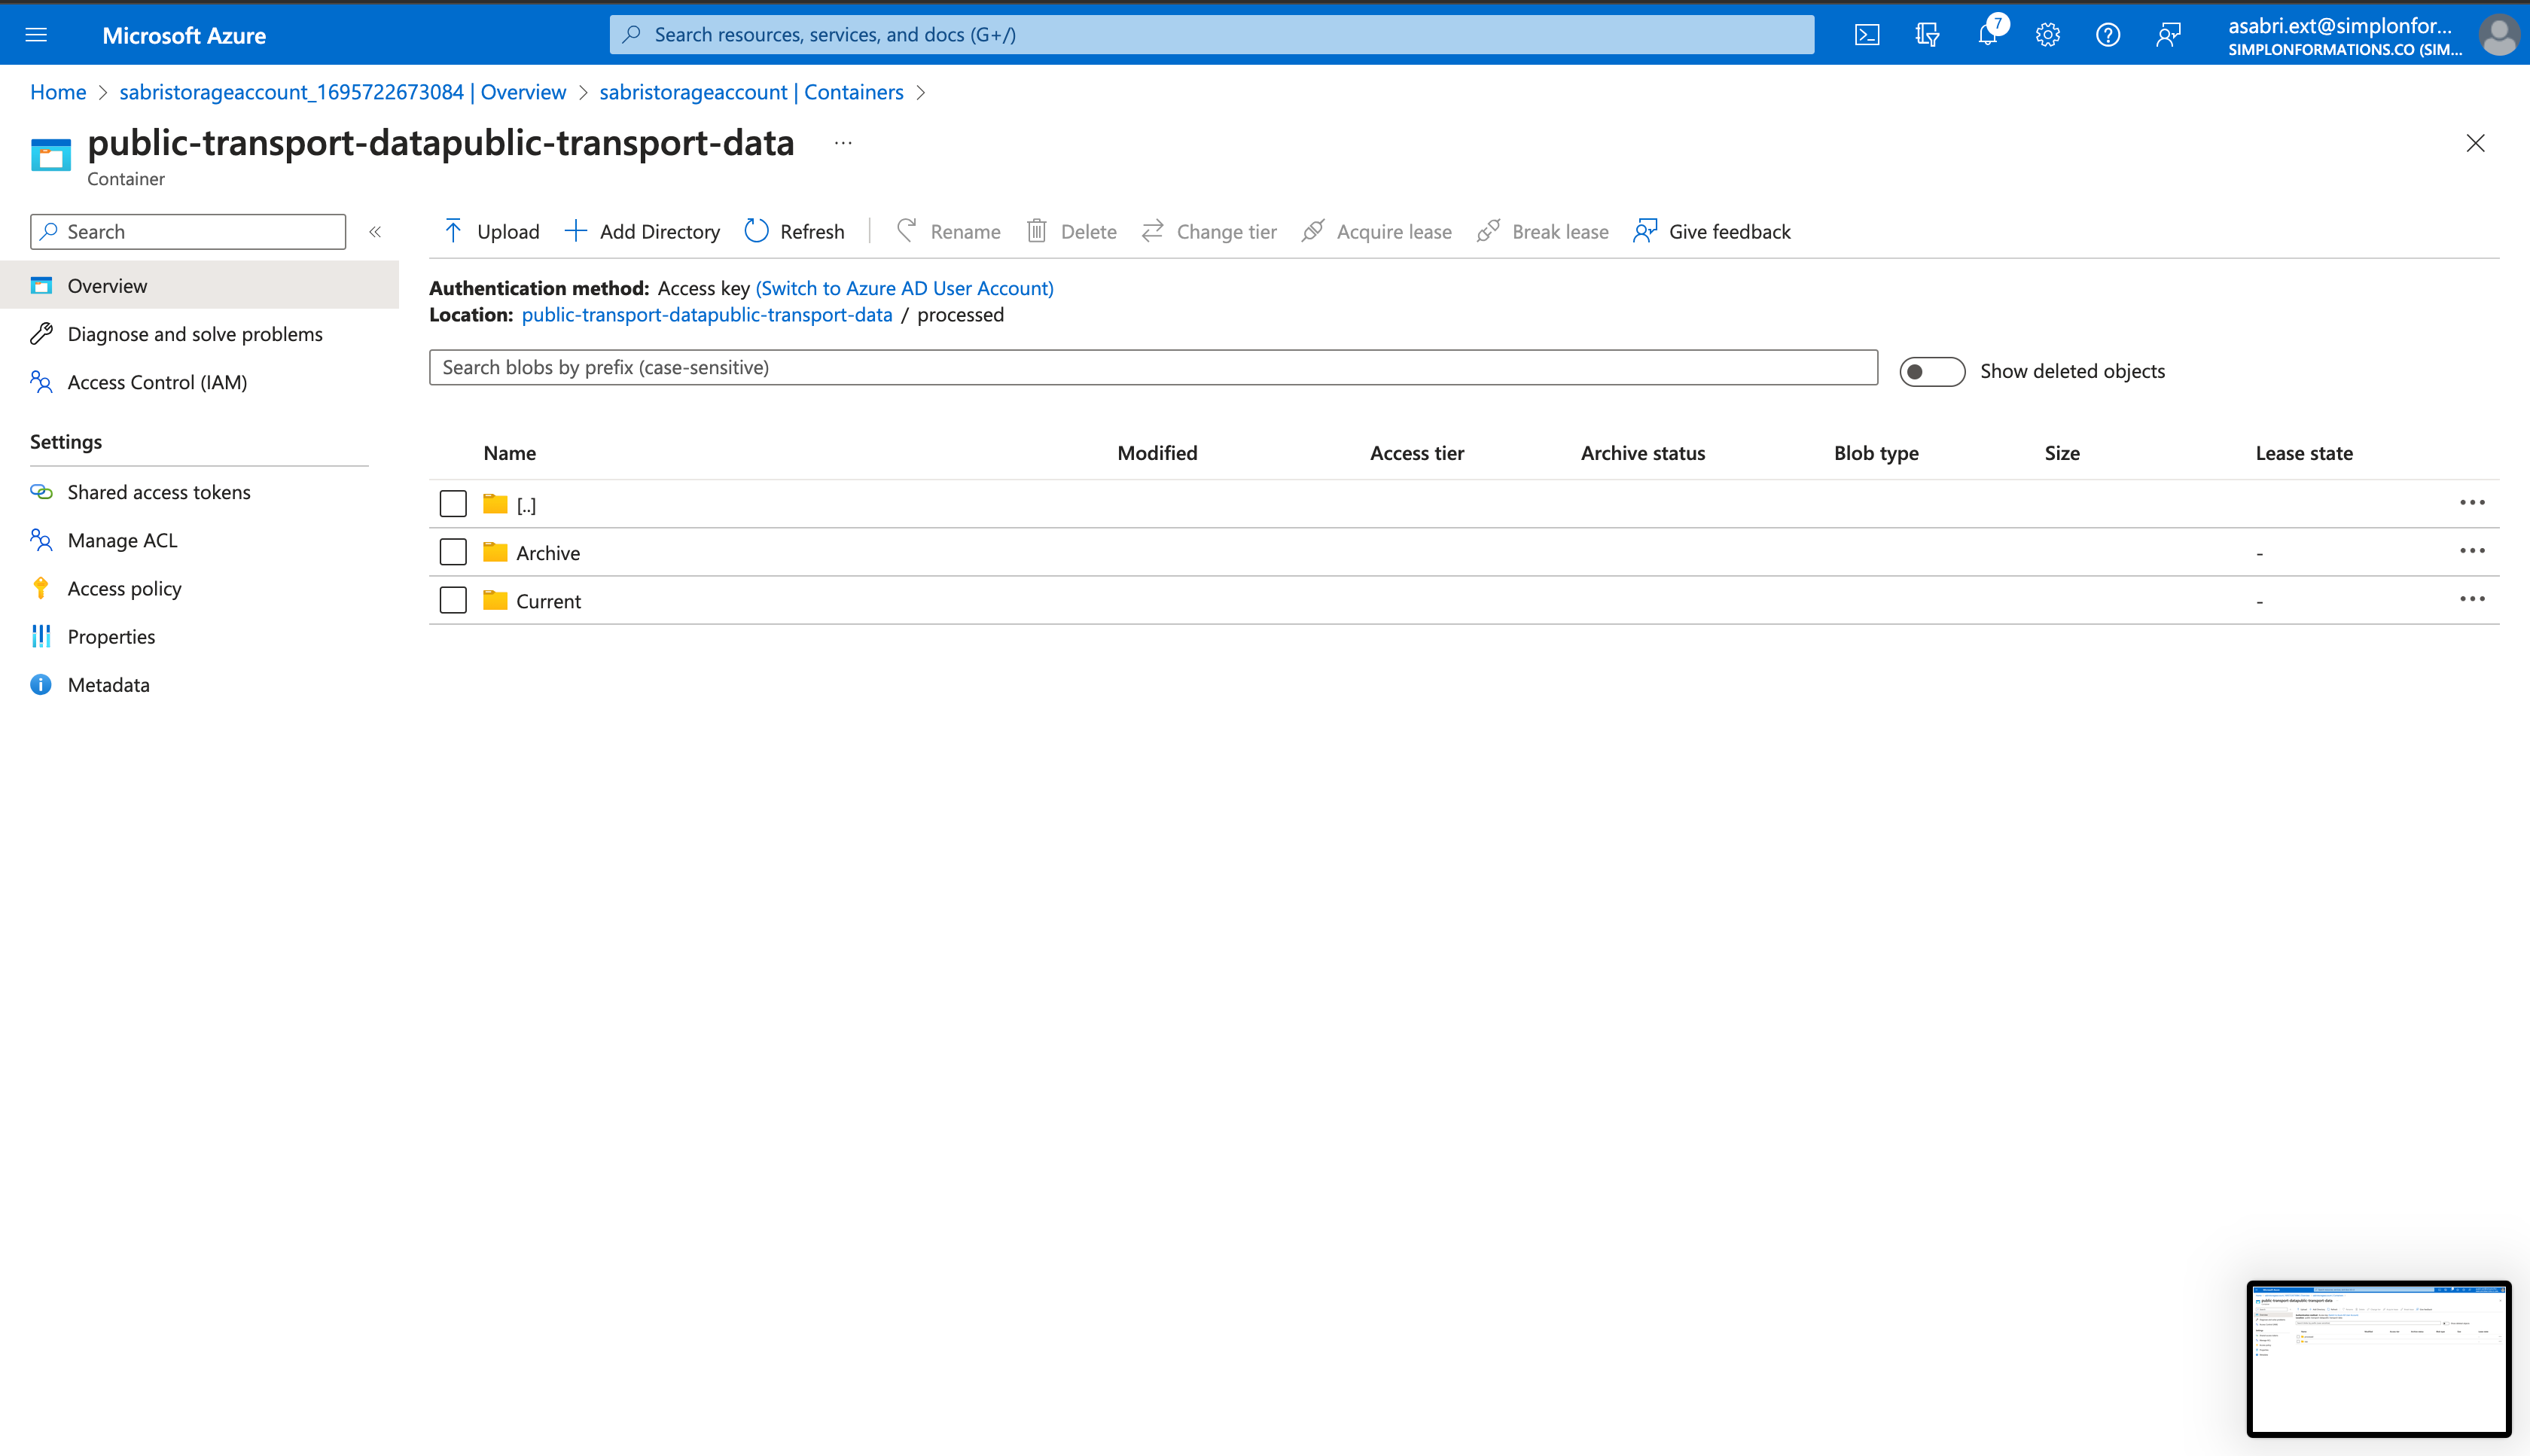 Microsoft Azure
Search resources, services, and docs (G+/)
7
asabri.ext@simplonfor...
SIMPLONFORMATIONS.CO (SIM...
Home > sabristorageaccount_1695722673084 | Overview > sabristorageaccount | Containers >
public-transport-datapublic-transport-data ...
Container
Search
«
Upload
Add Directory
Refresh
Rename
Delete
Change tier
Acquire lease
Break lease
Give feedback
Overview
Diagnose and solve problems
Access Control (IAM)
Settings
Shared access tokens
Manage ACL
Access policy
Properties
Metadata
Authentication method: Access key (Switch to Azure AD User Account)
Location: public-transport-datapublic-transport-data / processed
Search blobs by prefix (case-sensitive)
Show deleted objects
Name Modified Access tier Archive status Blob type Size Lease state
[..]
Archive -
Current -